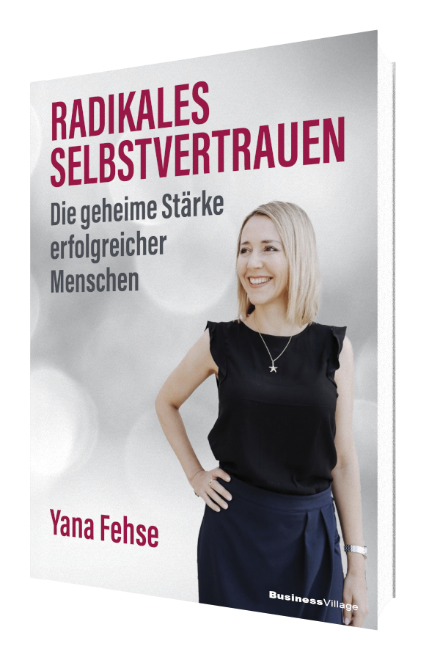 RADIKALES
SELBSTVERTRAUEN
Die geheime Stärke
erfolgreicher
Menschen
Yana Fehse
BusinessVillage